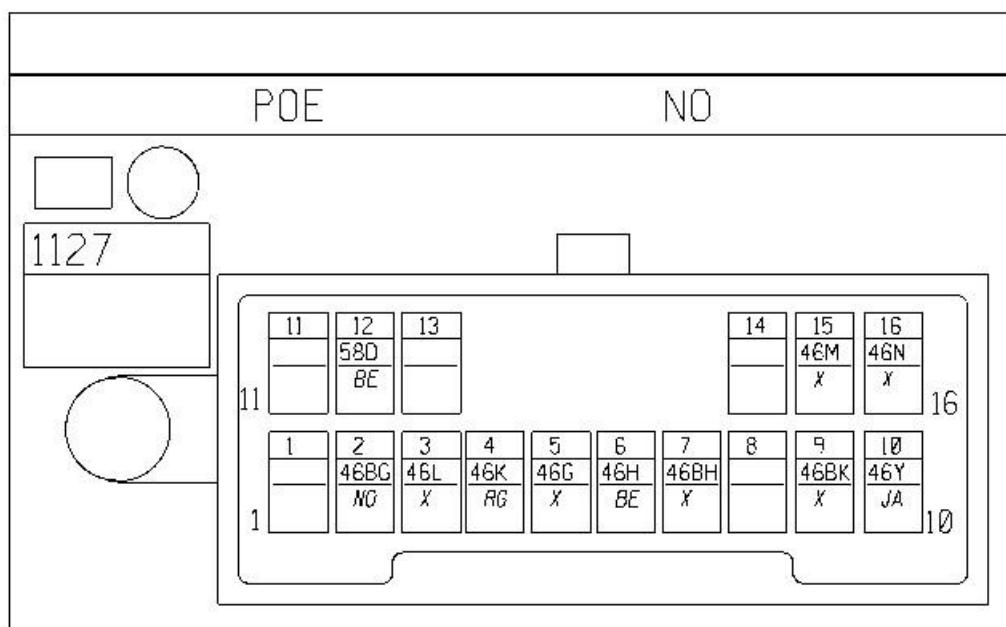 POE NO
1127
11 12 13 14 15 16
58D 46M 46N
BE X X
11 16
1 2 3 4 5 6 7 8 9 10
46BG 46L 46K 46G 46H 46BH 46BK 46Y
NO X RG X BE X X JA
1 10